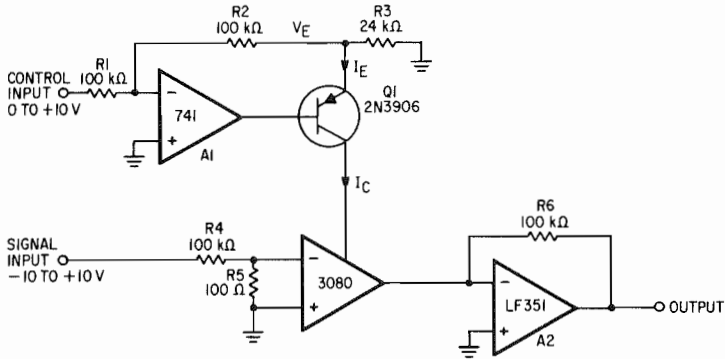 R2
100 kΩ
VE
R3
24 kΩ
R1
100 kΩ
IE
CONTROL
INPUT
0 TO +10 V
−
741
+
A1
Q1
2N3906
IC
R4
100 kΩ
R6
100 kΩ
SIGNAL
INPUT
−10 TO +10 V
R5
100 Ω
−
3080
+
−
LF351
+
A2
OUTPUT